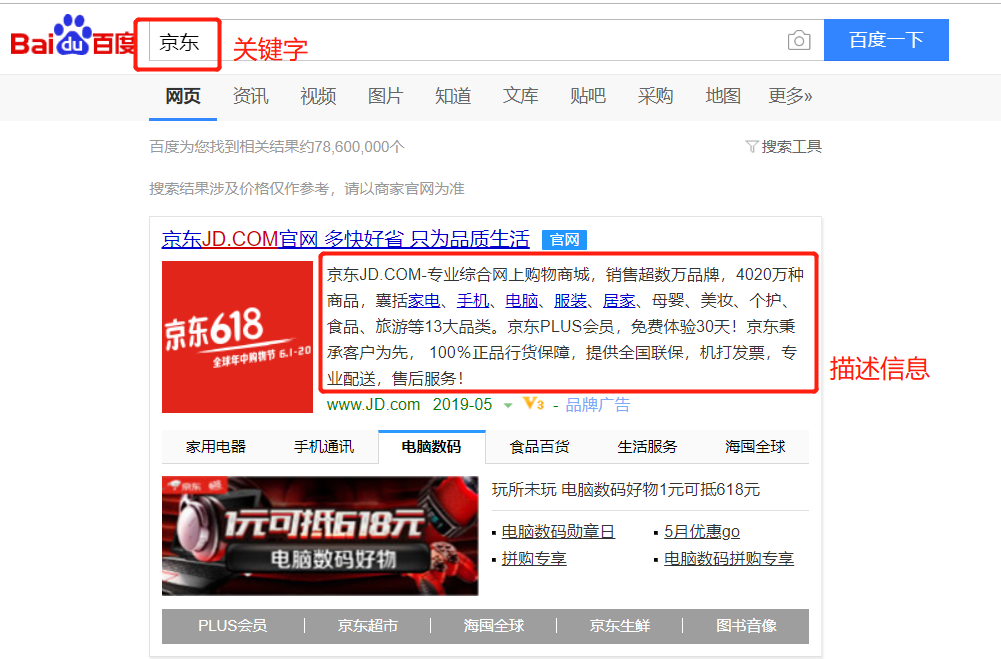 Bai du 百度 京东 关键字 百度一下
网页 资讯 视频 图片 知道 文库 贴吧 采购 地图 更多»
百度为您找到相关结果约78,600,000个 搜索工具
搜索结果涉及价格仅作参考，请以商家官网为准
京东JD.COM官网 多快好省 只为品质生活 官网
京东JD.COM-专业综合网上购物商城，销售超数万品牌，4020万种
商品，囊括家电、手机、电脑、服装、居家、母婴、美妆、个护、
食品、旅游等13大品类。京东PLUS会员，免费体验30天！京东秉
承客户为先， 100%正品行货保障，提供全国联保，机打发票，专
业配送，售后服务！
京东618
全球年中购物节 6.1-20
描述信息
www.JD.com 2019-05 V3 - 品牌广告
家用电器 手机通讯 电脑数码 食品百货 生活服务 海囤全球
京东
1元可抵618元
电脑数码好物
玩所未玩 电脑数码好物1元可抵618元
▪ 电脑数码勋章日 ▪ 5月优惠go
▪ 拼购专享 ▪ 电脑数码拼购专享
PLUS会员 | 京东超市 | 海囤全球 | 京东生鲜 | 图书音像